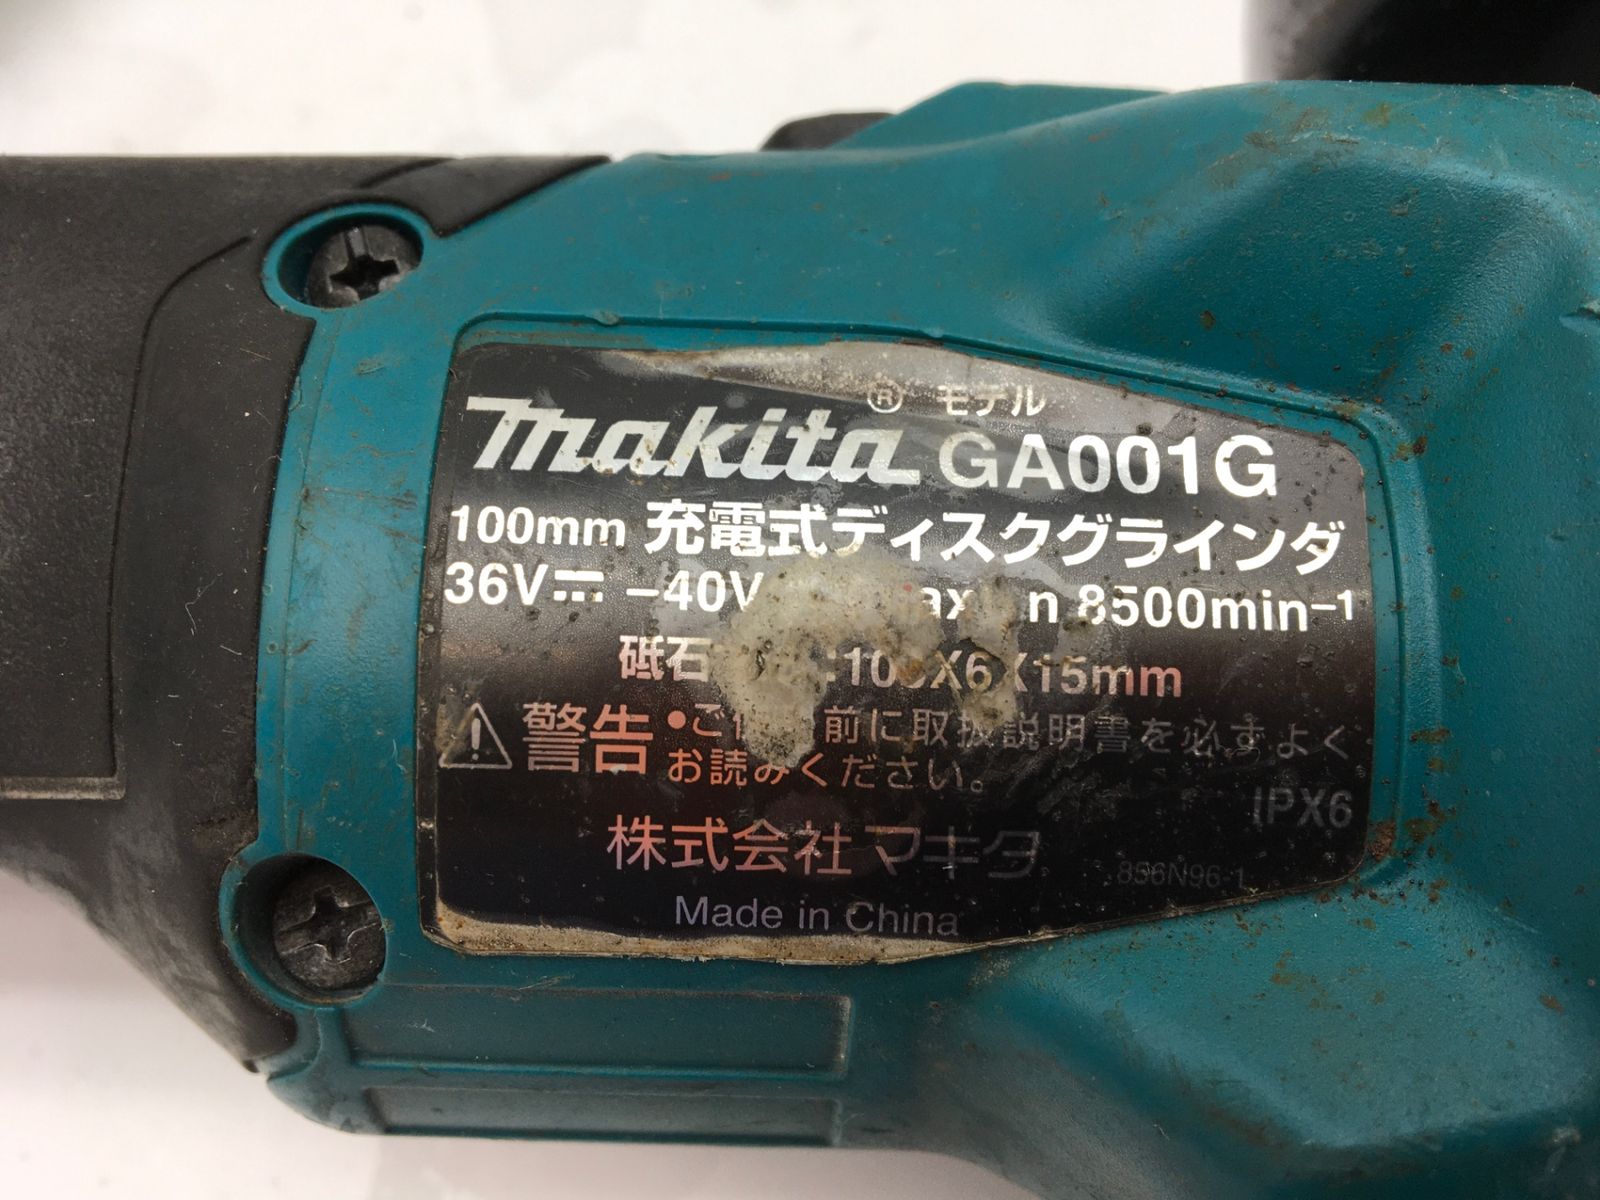 makita® モデル GA001G
100mm 充電式ディスクグラインダ
36V⎓ -40V n 8500min⁻¹
砥石 X6X15mm
⚠警告 ●ご 前に取扱説明書を必ずよく
お読みください。
IPX6
株式会社マキタ
856N96-1
Made in China